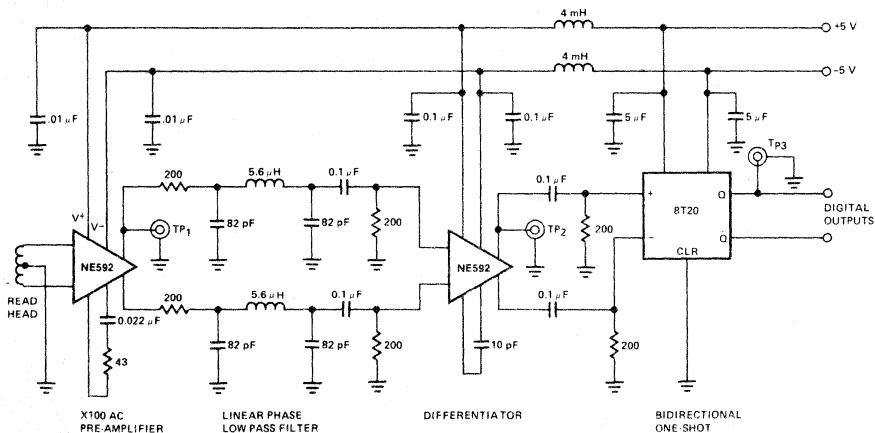 4 mH
+5 V
4 mH
−5 V
.01 μF
.01 μF
0.1 μF
0.1 μF
5 μF
5 μF
TP3
200
5.6 μH
0.1 μF
0.1 μF
V+
V−
TP1
82 pF
82 pF
200
TP2
200
+
8T20
Q
−
Q̅
CLR
DIGITAL
OUTPUTS
NE592
NE592
READ
HEAD
200
5.6 μH
0.1 μF
0.1 μF
0.022 μF
43
82 pF
82 pF
200
10 pF
200
X100 AC
PRE-AMPLIFIER
LINEAR PHASE
LOW PASS FILTER
DIFFERENTIATOR
BIDIRECTIONAL
ONE-SHOT